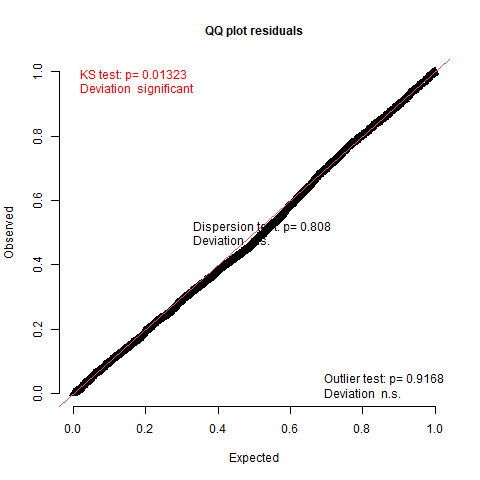 QQ plot residuals
KS test: p= 0.01323
Deviation significant
Dispersion test: p= 0.808
Deviation n.s.
Outlier test: p= 0.9168
Deviation n.s.
Observed
0.0
0.2
0.4
0.6
0.8
1.0
0.0 0.2 0.4 0.6 0.8 1.0
Expected